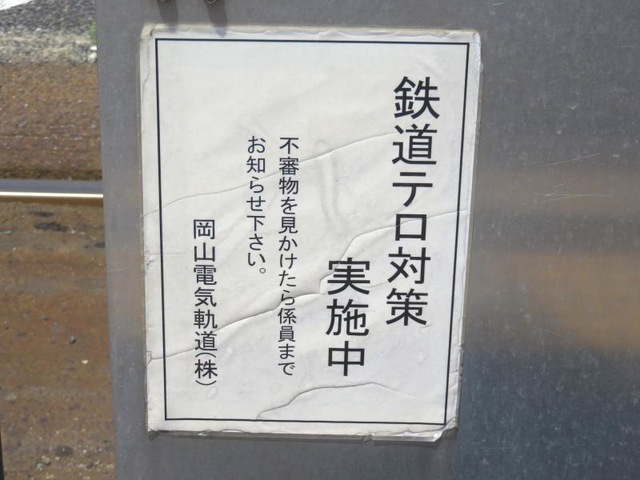 鉄道テロ対策
実施中
不審物を見かけたら係員まで
お知らせ下さい。
岡山電気軌道(株)